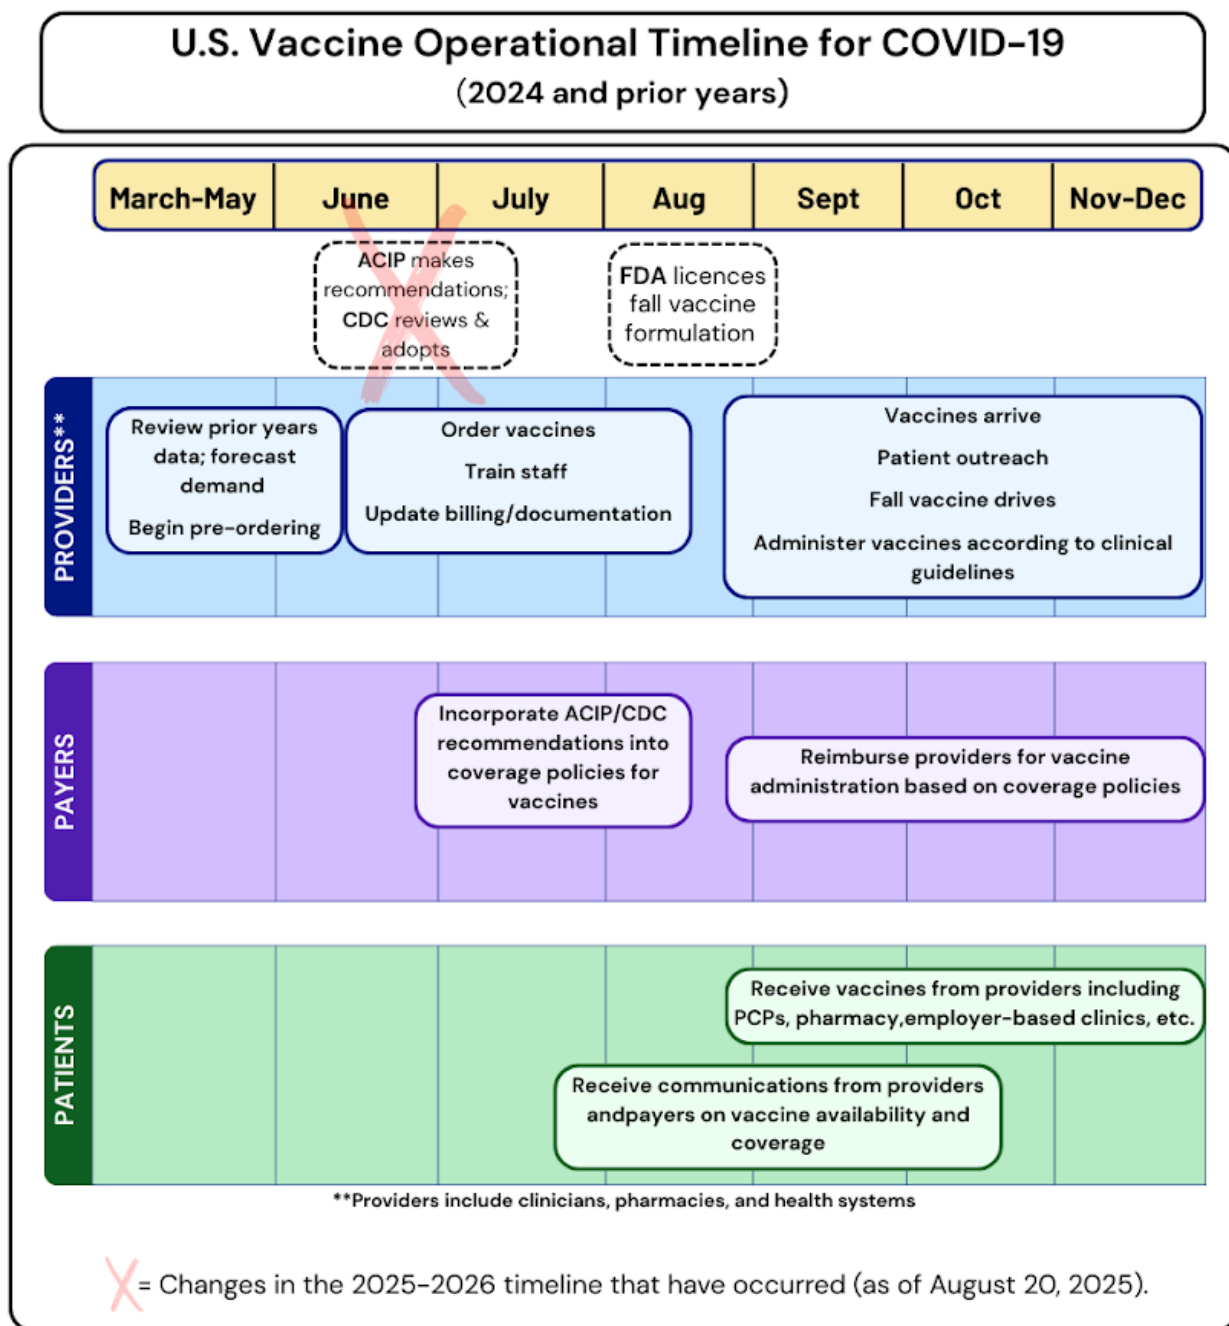 U.S. Vaccine Operational Timeline for COVID-19
(2024 and prior years)
March-May
June
July
Aug
Sept
Oct
Nov-Dec
ACIP makes
recommendations;
CDC reviews &
adopts
FDA licences
fall vaccine
formulation
PROVIDERS**
Review prior years
data; forecast
demand
Begin pre-ordering
Order vaccines
Train staff
Update billing/documentation
Vaccines arrive
Patient outreach
Fall vaccine drives
Administer vaccines according to clinical
guidelines
PAYERS
Incorporate ACIP/CDC
recommendations into
coverage policies for
vaccines
Reimburse providers for vaccine
administration based on coverage policies
PATIENTS
Receive vaccines from providers including
PCPs, pharmacy,employer-based clinics, etc.
Receive communications from providers
andpayers on vaccine availability and
coverage
**Providers include clinicians, pharmacies, and health systems
= Changes in the 2025-2026 timeline that have occurred (as of August 20, 2025).